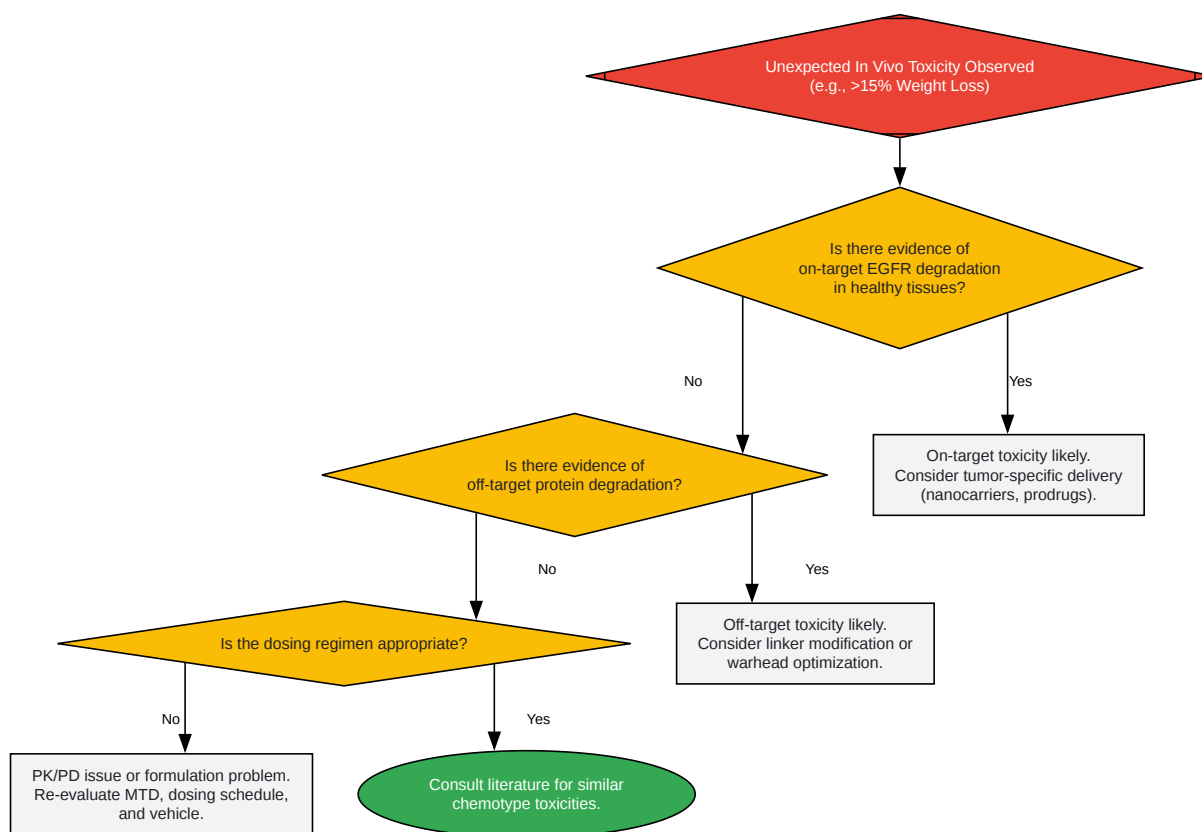 Unexpected In Vivo Toxicity Observed
(e.g., >15% Weight Loss)
Is there evidence of
on-target EGFR degradation
in healthy tissues?
No
Yes
On-target toxicity likely.
Consider tumor-specific delivery
(nanocarriers, prodrugs).
Is there evidence of
off-target protein degradation?
No
Yes
Off-target toxicity likely.
Consider linker modification or
warhead optimization.
Is the dosing regimen appropriate?
No
Yes
PK/PD issue or formulation problem.
Re-evaluate MTD, dosing schedule,
and vehicle.
Consult literature for similar
chemotype toxicities.